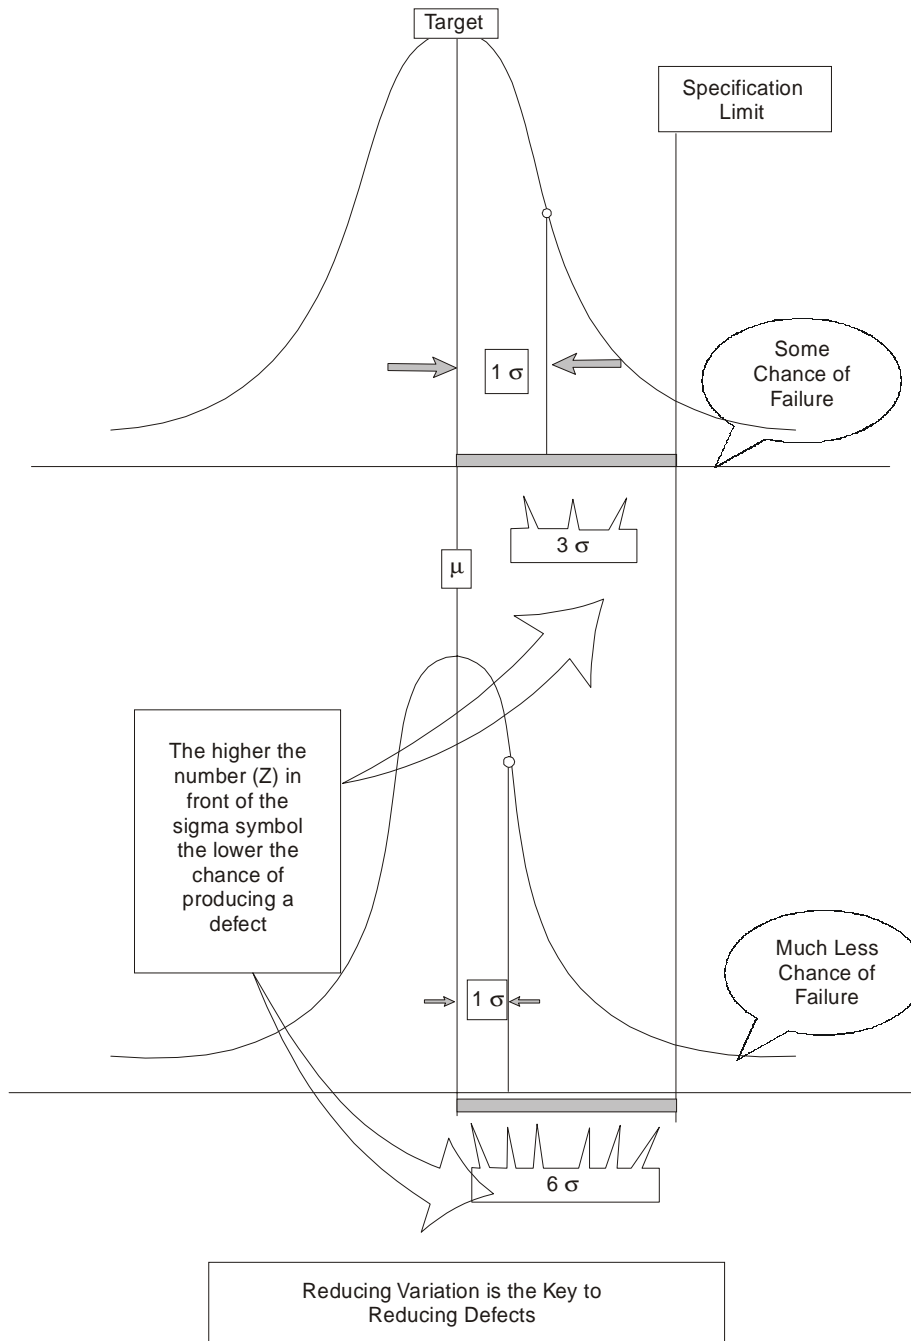 Target
Specification
Limit
1 σ
Some
Chance of
Failure
3 σ
μ
The higher the
number (Z) in
front of the
sigma symbol
the lower the
chance of
producing a
defect
1 σ
Much Less
Chance of
Failure
6 σ
Reducing Variation is the Key to
Reducing Defects